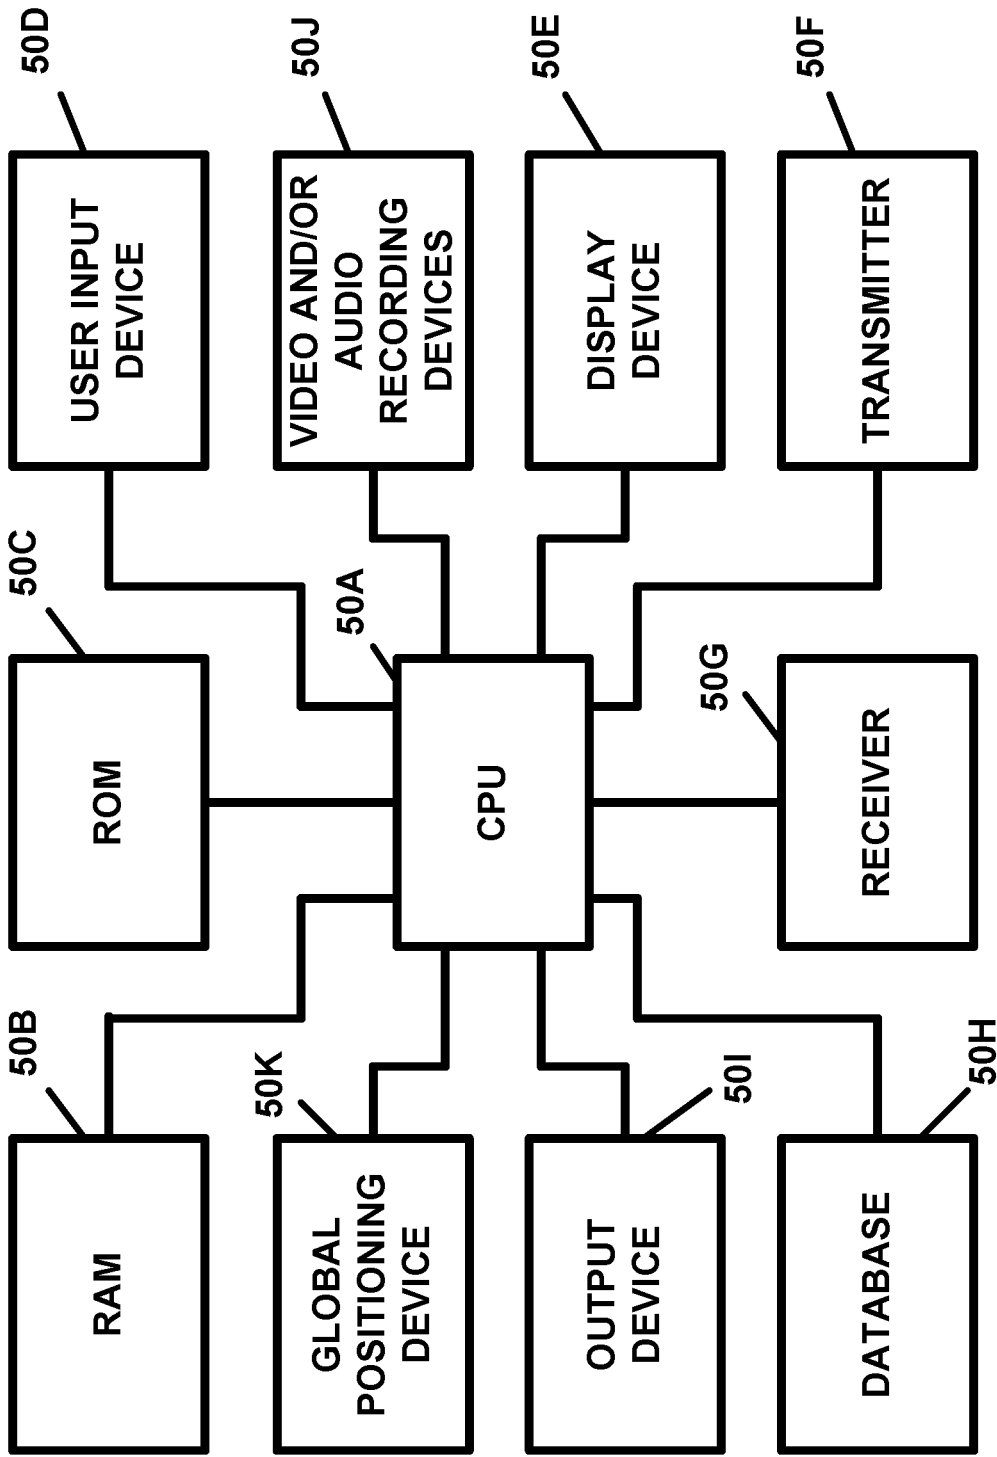 50B
50C
50D
RAM
ROM
USER INPUT
DEVICE
50K
50A
50J
GLOBAL
POSITIONING
DEVICE
VIDEO AND/OR
AUDIO
RECORDING
DEVICES
CPU
50I
50E
OUTPUT
DEVICE
DISPLAY
DEVICE
50H
50G
50F
DATABASE
RECEIVER
TRANSMITTER